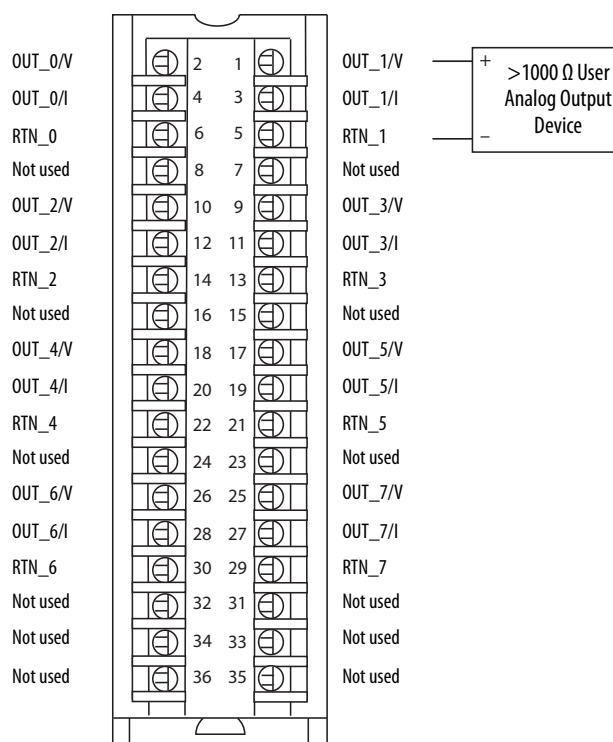 OUT_0/V 2 1 OUT_1/V + >1000 Ω User
OUT_0/I 4 3 OUT_1/I Analog Output
RTN_0 6 5 RTN_1 – Device
Not used 8 7 Not used
OUT_2/V 10 9 OUT_3/V
OUT_2/I 12 11 OUT_3/I
RTN_2 14 13 RTN_3
Not used 16 15 Not used
OUT_4/V 18 17 OUT_5/V
OUT_4/I 20 19 OUT_5/I
RTN_4 22 21 RTN_5
Not used 24 23 Not used
OUT_6/V 26 25 OUT_7/V
OUT_6/I 28 27 OUT_7/I
RTN_6 30 29 RTN_7
Not used 32 31 Not used
Not used 34 33 Not used
Not used 36 35 Not used